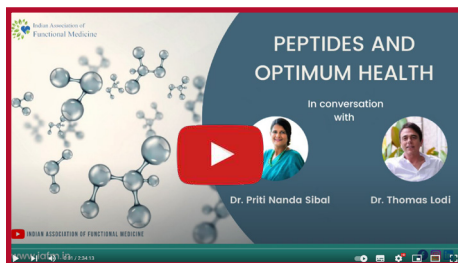 Indian Association of
Functional Medicine
PEPTIDES AND
OPTIMUM HEALTH
In conversation
with
Dr. Priti Nanda Sibal
Dr. Thomas Lodi
INDIAN ASSOCIATION OF FUNCTIONAL MEDICINE
www.iafm.in